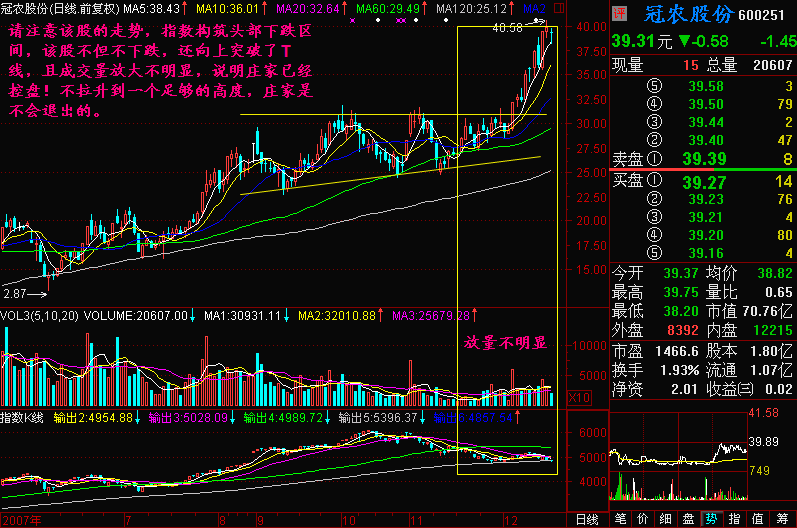 冠农股份(日线.前复权) MA5:38.43↑ MA10:36.01↑ MA20:32.64↑ MA60:29.49↑ MA120:25.12↑ MA2
请注意该股的走势，指数构筑头部下跌区
间，该股不但不下跌，还向上突破了T
线，且成交量放大不明显，说明庄家已经
控盘！不拉升到一个足够的高度，庄家是
不会退出的。
40.58
2.87
40.00
37.50
35.00
32.50
30.00
27.50
25.00
22.50
20.00
17.50
15.00
VOL3(5,10,20) VOLUME:20607.00↓ MA1:30931.11↓ MA2:32010.88↑ MA3:25679.28↑
放量不明显
10000
5000
X10
指数K线 输出2:4954.88↓ 输出3:5028.09↓ 输出4:4989.72↓ 输出5:5396.37↓ 输出6:4857.54↑
6000
5000
4000
2007年 7 8 9 10 11 12 日线
评 冠农股份 600251
39.31元 ▼-0.58 -1.45
现量 15 总量 20607
⑤ 39.58 3
④ 39.50 79
③ 39.44 2
② 39.40 47
卖盘① 39.39 8
买盘① 39.27 14
② 39.23 76
③ 39.21 4
④ 39.20 80
⑤ 39.16 4
今开 39.37 均价 38.82
最高 39.75 量比 0.65
最低 38.20 市值 70.76亿
外盘 8392 内盘 12215
市盈 1466.6 股本 1.80亿
换手 1.93% 流通 1.07亿
净资 2.01 收益㈢ 0.02
41.58
39.89
749
笔 价 细 盘 势 指 值 筹